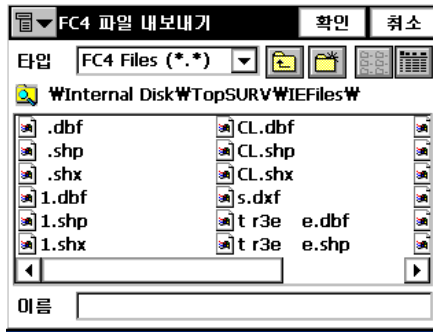 FC4 파일 내보내기 확인 취소
타입 FC4 Files (*.*)
₩Internal Disk₩TopSURV₩IEFiles₩
.dbf CL.dbf
.shp CL.shp
.shx CL.shx
1.dbf s.dxf
1.shp t r3e e.dbf
1.shx t r3e e.shp
이름